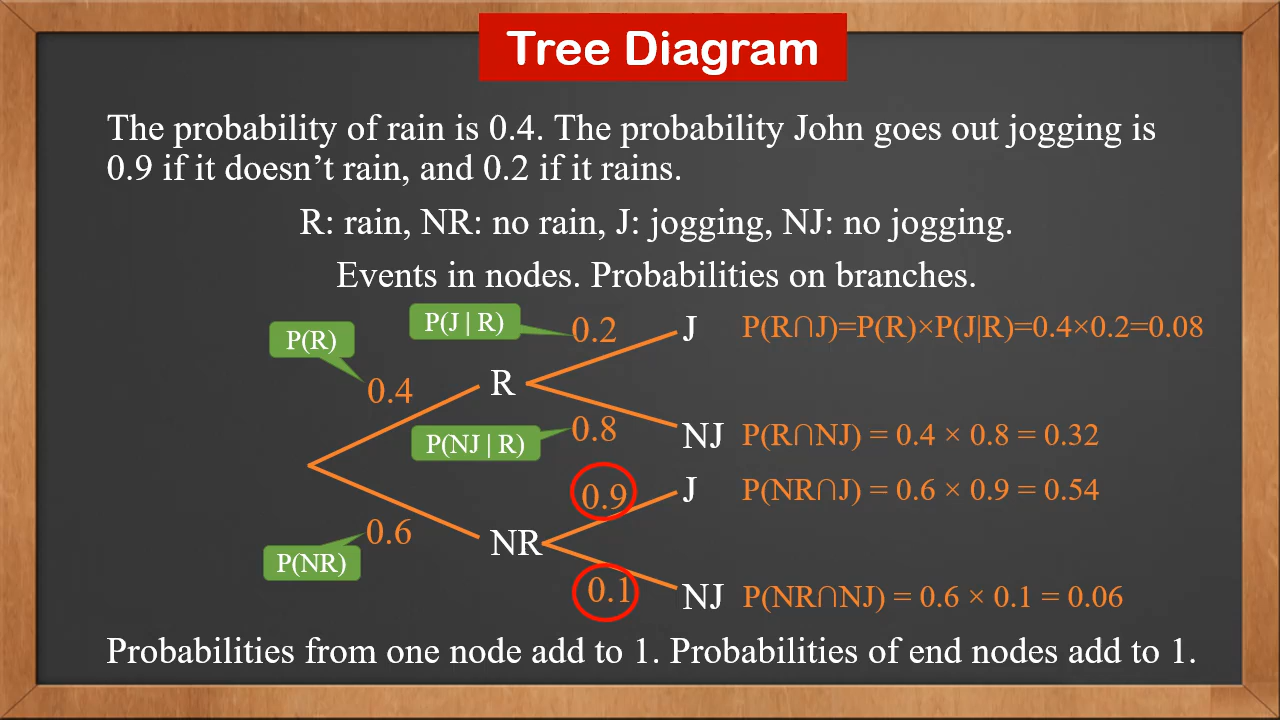 Tree Diagram
The probability of rain is 0.4. The probability John goes out jogging is
0.9 if it doesn’t rain, and 0.2 if it rains.
R: rain, NR: no rain, J: jogging, NJ: no jogging.
Events in nodes. Probabilities on branches.
P(J | R)
0.2
J
P(R∩J)=P(R)×P(J|R)=0.4×0.2=0.08
P(R)
0.4
R
P(NJ | R)
0.8
NJ
P(R∩NJ) = 0.4 × 0.8 = 0.32
0.9
J
P(NR∩J) = 0.6 × 0.9 = 0.54
0.6
NR
P(NR)
0.1
NJ
P(NR∩NJ) = 0.6 × 0.1 = 0.06
Probabilities from one node add to 1. Probabilities of end nodes add to 1.